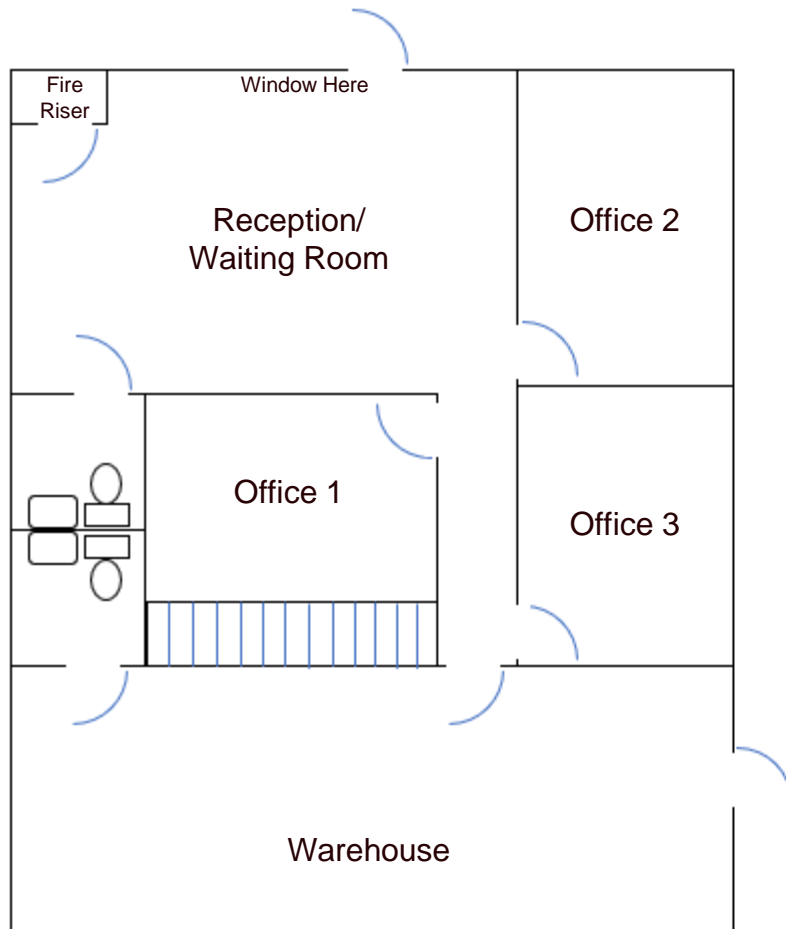 Fire
Riser
Window Here
Reception/
Waiting Room
Office 2
Office 1
Office 3
Warehouse